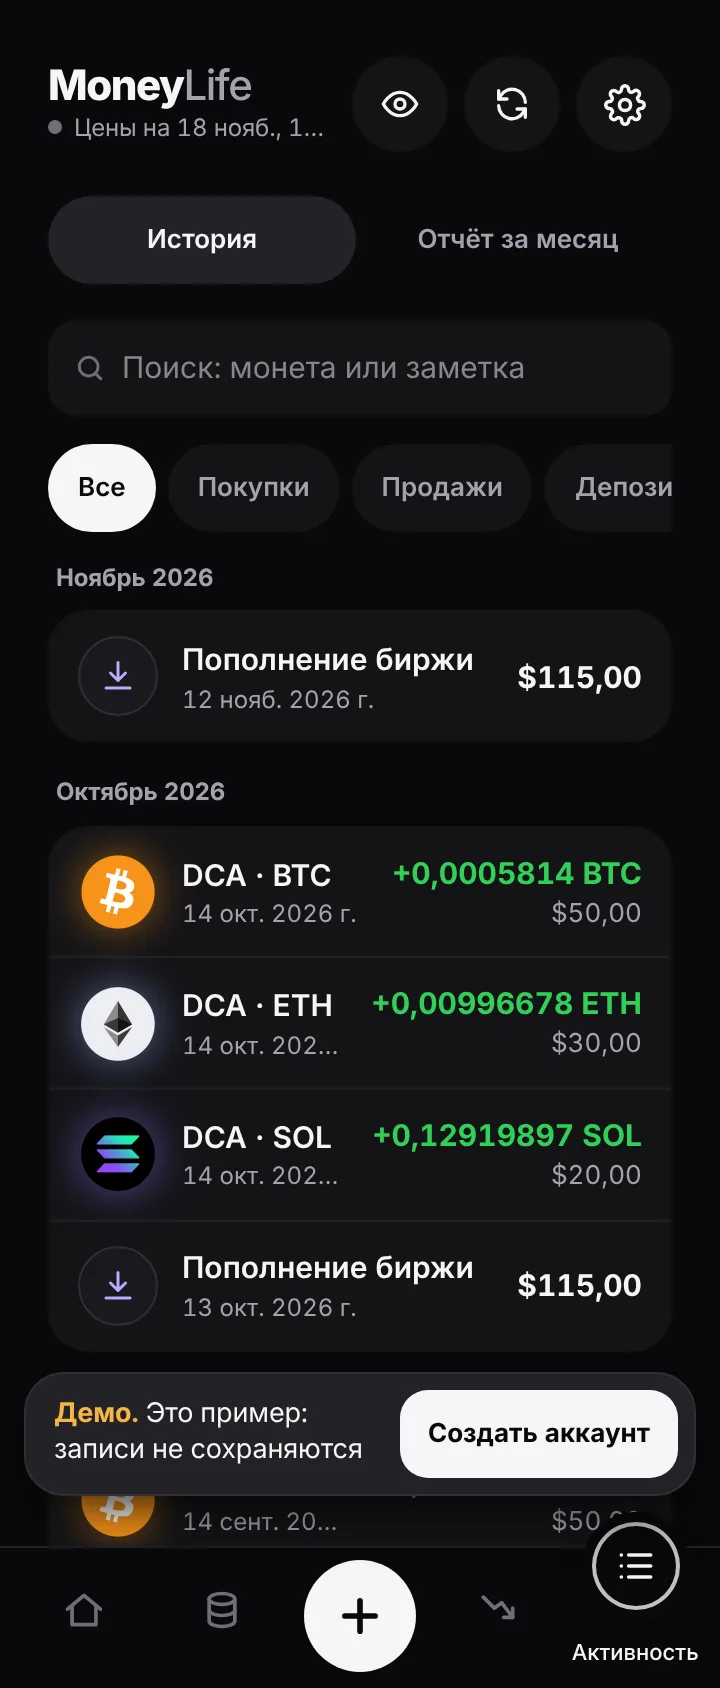 MoneyLife
Цены на 18 нояб., 1...
История
Отчёт за месяц
Поиск: монета или заметка
Все
Покупки
Продажи
Депози
Ноябрь 2026
Пополнение биржи
12 нояб. 2026 г.
$115,00
Октябрь 2026
DCA · BTC
+0,0005814 BTC
14 окт. 2026 г.
$50,00
DCA · ETH
+0,00996678 ETH
14 окт. 202...
$30,00
DCA · SOL
+0,12919897 SOL
14 окт. 202...
$20,00
Пополнение биржи
13 окт. 2026 г.
$115,00
Демо. Это пример:
записи не сохраняются
Создать аккаунт
14 сент. 20...
Активность